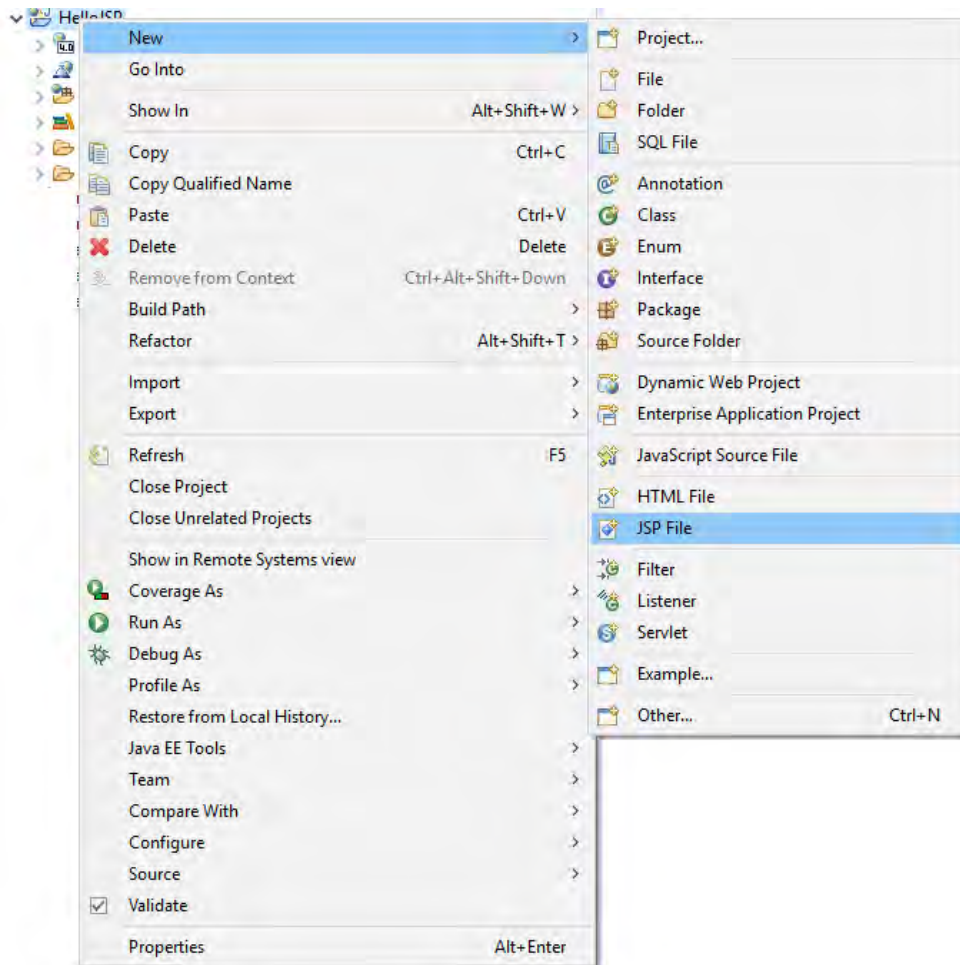 HelloJSP
New
Go Into
Show In Alt+Shift+W >
Copy Ctrl+C
Copy Qualified Name
Paste Ctrl+V
Delete Delete
Remove from Context Ctrl+Alt+Shift+Down
Build Path >
Refactor Alt+Shift+T >
Import >
Export >
Refresh F5
Close Project
Close Unrelated Projects
Show in Remote Systems view
Coverage As >
Run As >
Debug As >
Profile As >
Restore from Local History...
Java EE Tools >
Team >
Compare With >
Configure >
Source >
Validate
Properties Alt+Enter
Project...
File
Folder
SQL File
Annotation
Class
Enum
Interface
Package
Source Folder
Dynamic Web Project
Enterprise Application Project
JavaScript Source File
HTML File
JSP File
Filter
Listener
Servlet
Example...
Other... Ctrl+N